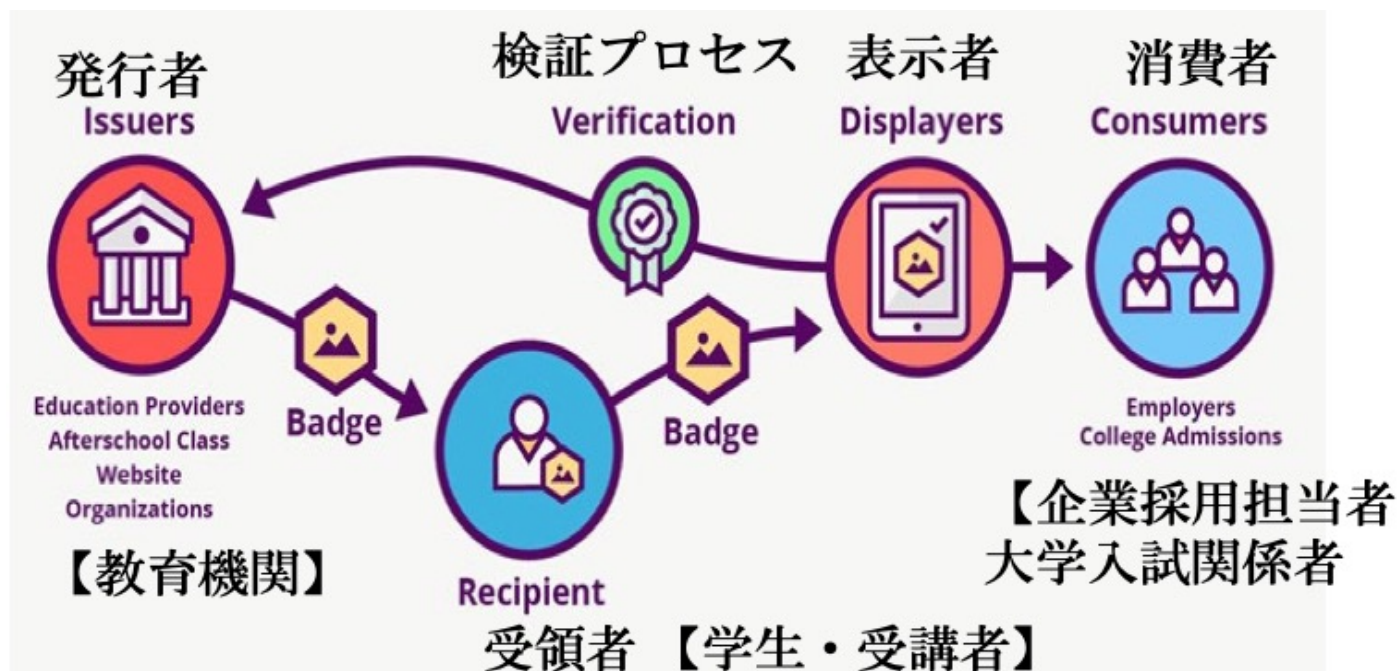 発行者
Issuers
検証プロセス
Verification
表示者
Displayers
消費者
Consumers
Education Providers
Afterschool Class
Website
Organizations
【教育機関】
Badge
Recipient
受領者 【学生・受講者】
Badge
Employers
College Admissions
【企業採用担当者
大学入試関係者